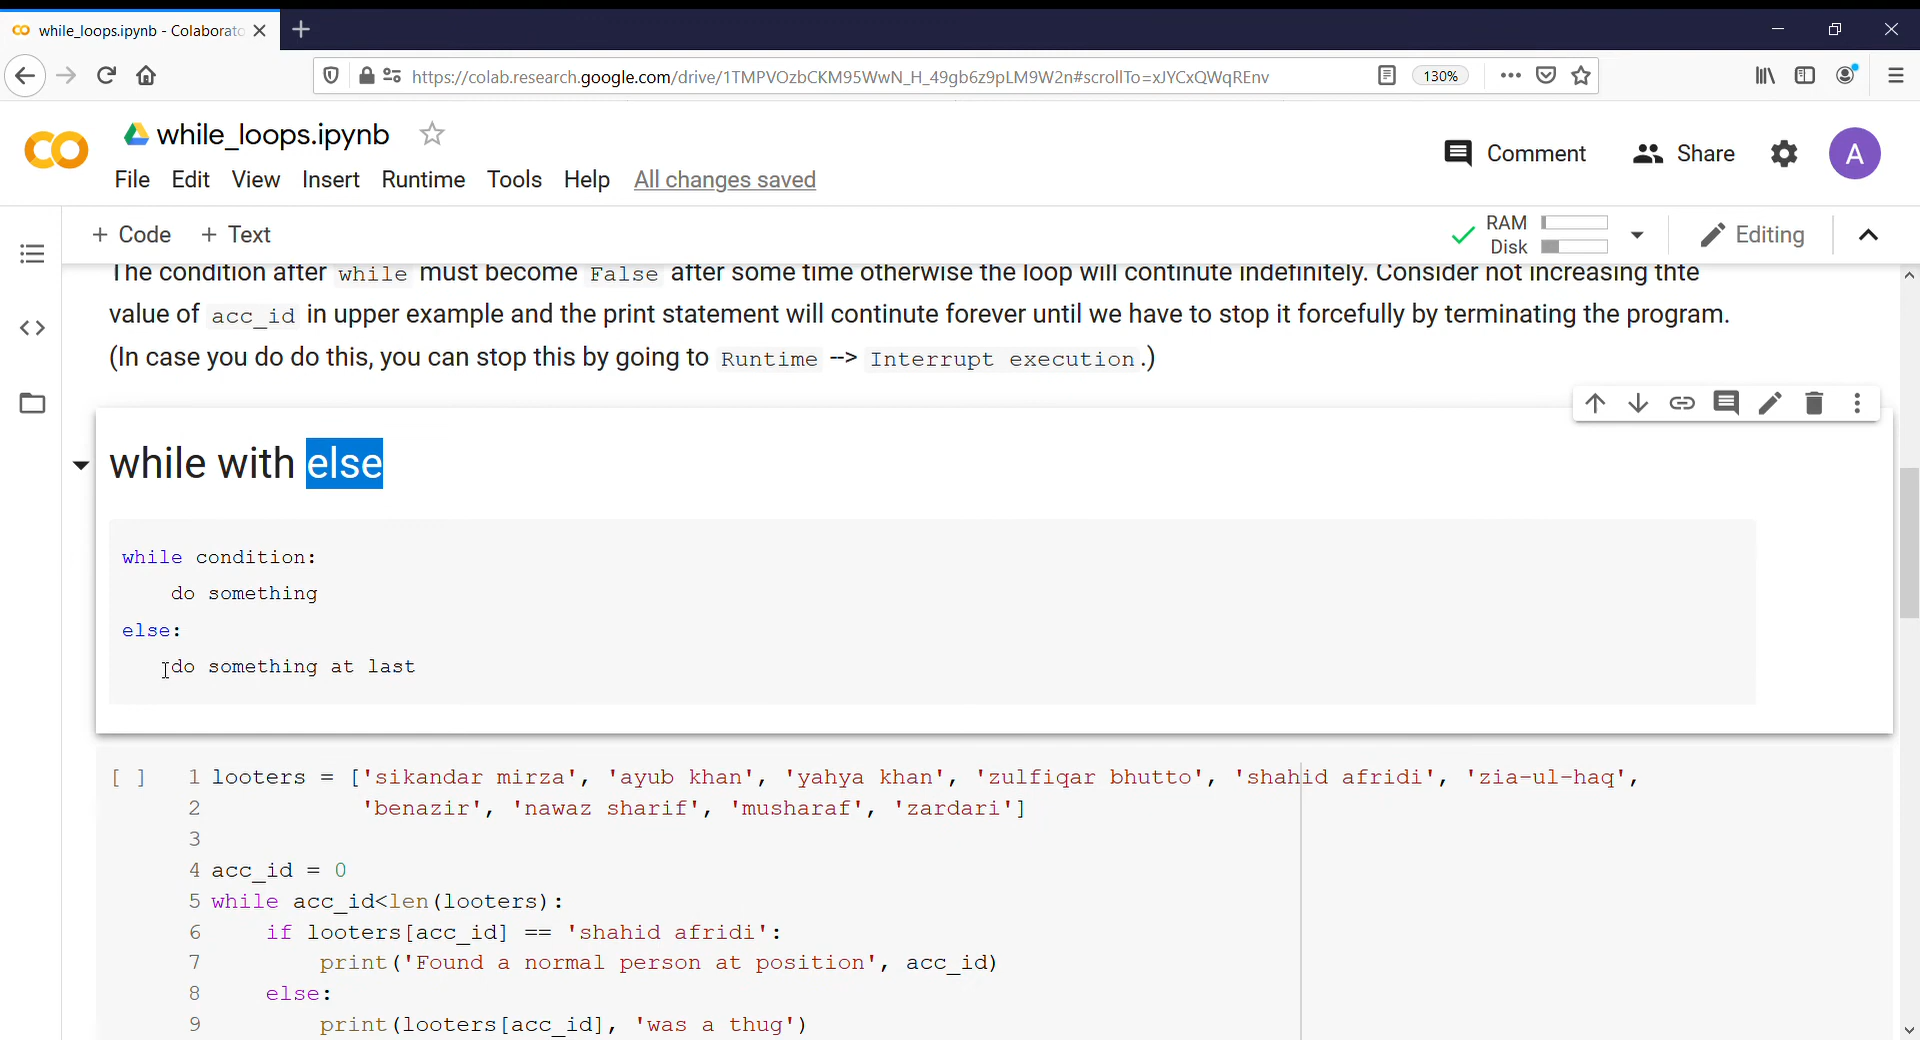 while_loops.ipynb - Colaborato
https://colab.research.google.com/drive/1TMPVOzbCKM95WwN_H_49gb6z9pLM9W2n#scrollTo=xJYCxQWqREnv
130%
while_loops.ipynb
Comment
Share
A
File Edit View Insert Runtime Tools Help All changes saved
+ Code + Text
RAM
Disk
Editing
The condition after while must become False after some time otherwise the loop will continute indefinitely. Consider not increasing thte
value of acc_id in upper example and the print statement will continute forever until we have to stop it forcefully by terminating the program.
(In case you do do this, you can stop this by going to Runtime --> Interrupt execution.)
while with else
while condition:
    do something
else:
    do something at last
[ ] 1 looters = ['sikandar mirza', 'ayub khan', 'yahya khan', 'zulfiqar bhutto', 'shahid afridi', 'zia-ul-haq',
2            'benazir', 'nawaz sharif', 'musharaf', 'zardari']
3
4 acc_id = 0
5 while acc_id<len(looters):
6     if looters[acc_id] == 'shahid afridi':
7         print('Found a normal person at position', acc_id)
8     else:
9         print(looters[acc_id], 'was a thug')